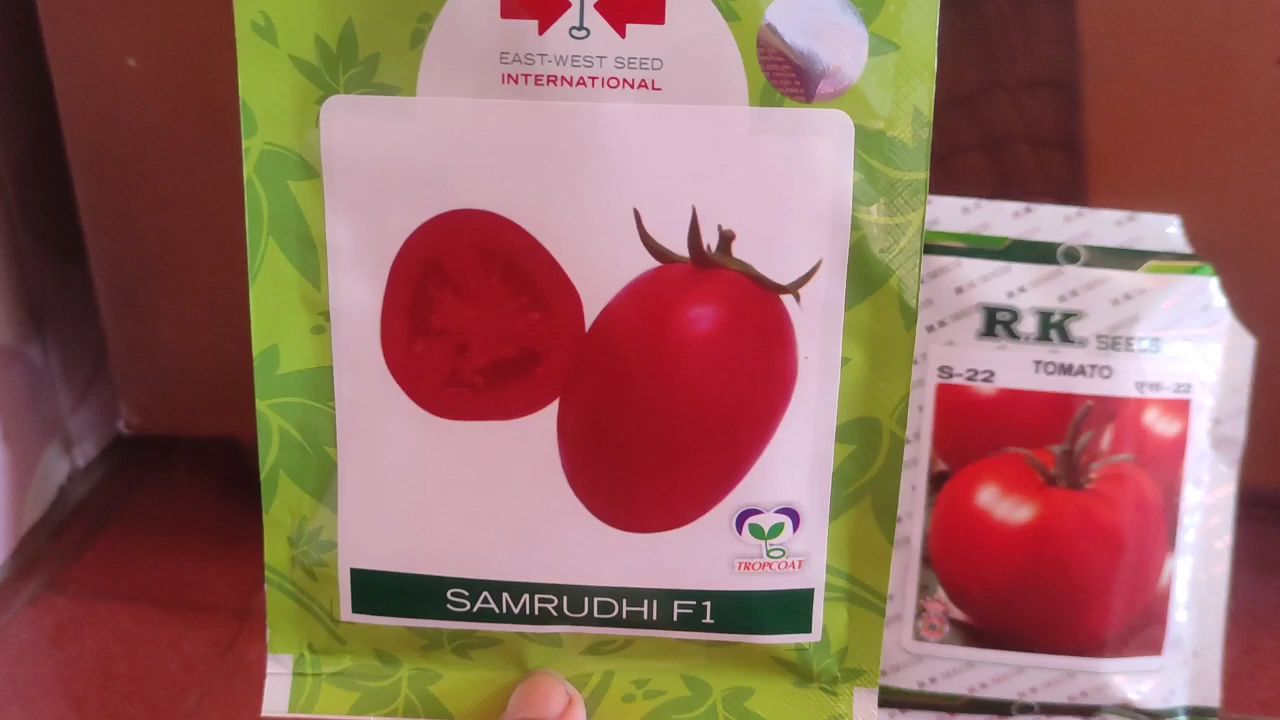 EAST-WEST SEED
INTERNATIONAL
TROPCOAT
SAMRUDHI F1
R.K. SEEDS
TOMATO
S-22
एस-22